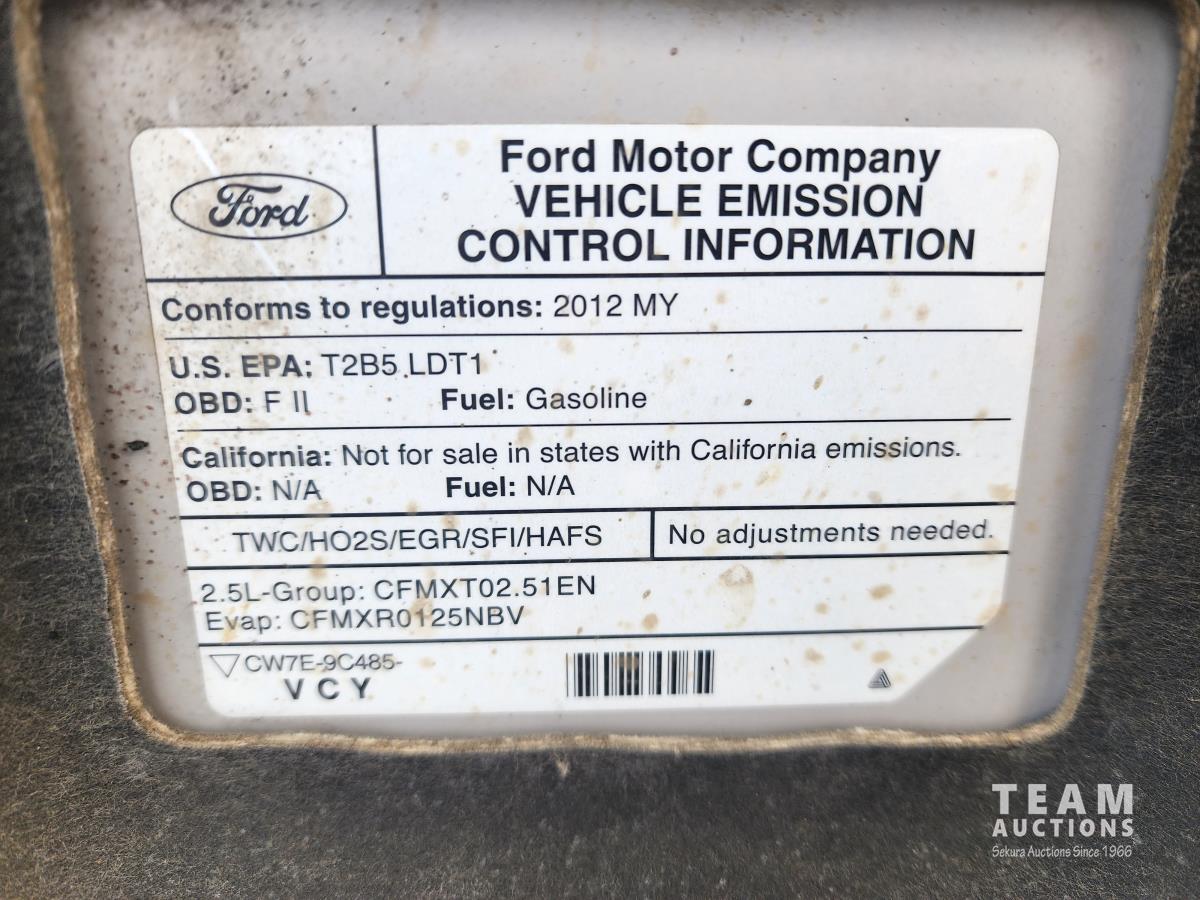 Ford
Ford Motor Company
VEHICLE EMISSION
CONTROL INFORMATION
Conforms to regulations: 2012 MY
U.S. EPA: T2B5 LDT1
OBD: F II Fuel: Gasoline
California: Not for sale in states with California emissions.
OBD: N/A Fuel: N/A
TWC/HO2S/EGR/SFI/HAFS No adjustments needed.
2.5L-Group: CFMXT02.51EN
Evap: CFMXR0125NBV
CW7E-9C485-
V C Y
TEAM
AUCTIONS
Sekura Auctions Since 1966